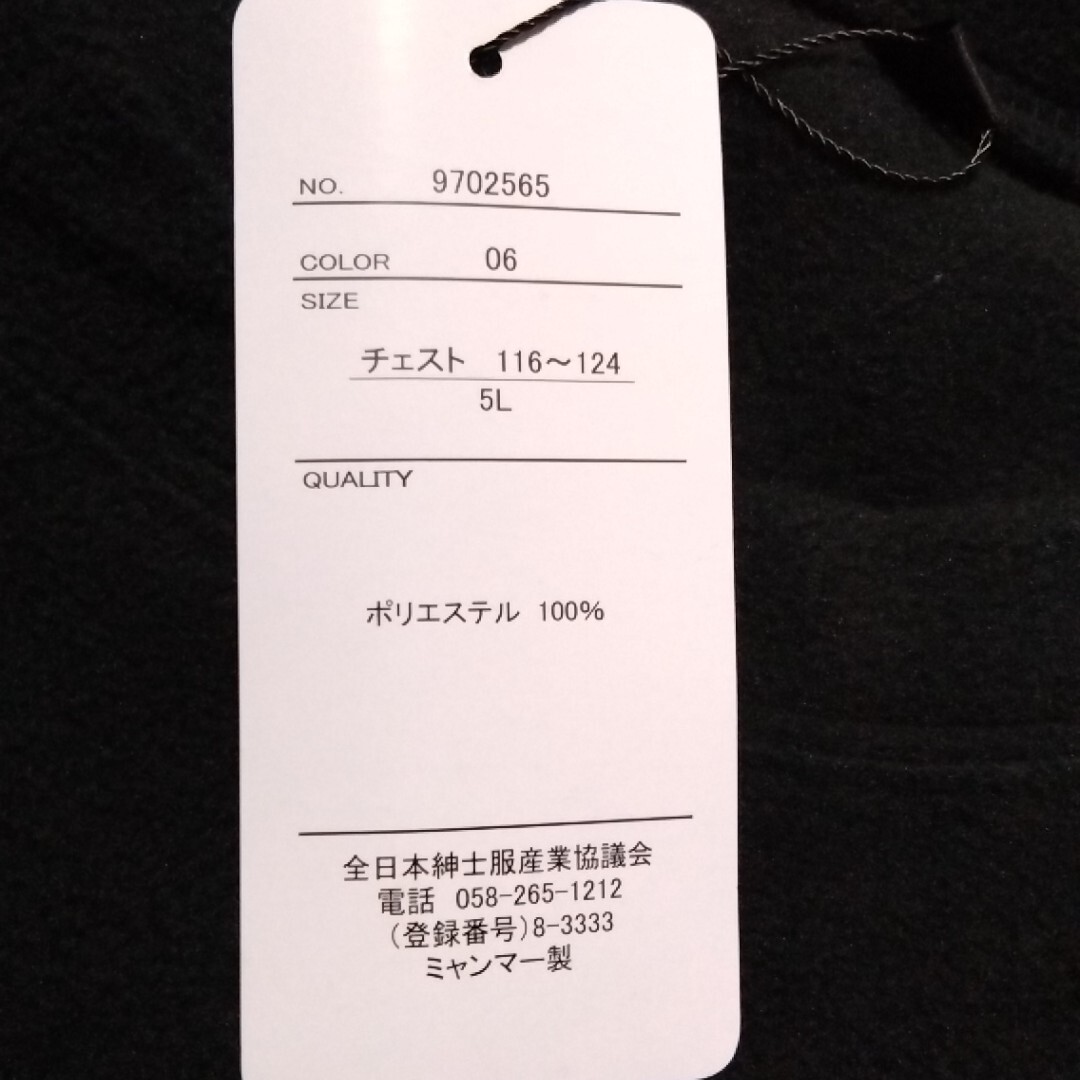 NO. 9702565
COLOR 06
SIZE
チェスト 116～124
5L
QUALITY
ポリエステル 100%
全日本紳士服産業協議会
電話 058-265-1212
(登録番号)8-3333
ミャンマー製